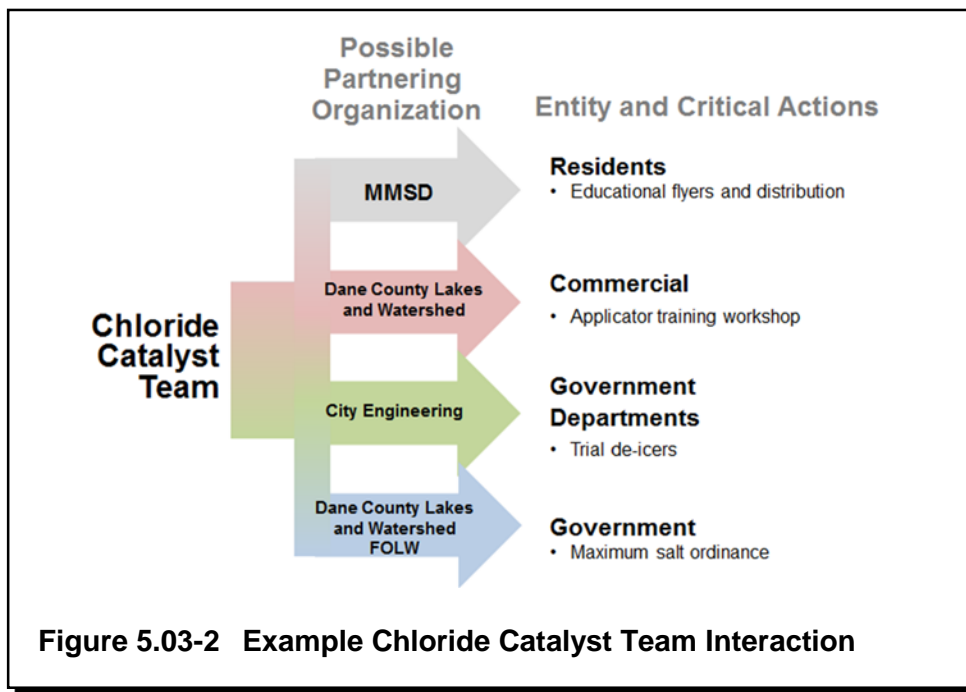 Possible
Partnering
Organization
Entity and Critical Actions
Chloride
Catalyst
Team
MMSD
Residents
• Educational flyers and distribution
Dane County Lakes
and Watershed
Commercial
• Applicator training workshop
City Engineering
Government
Departments
• Trial de-icers
Dane County Lakes
and Watershed
FOLW
Government
• Maximum salt ordinance
Figure 5.03-2 Example Chloride Catalyst Team Interaction